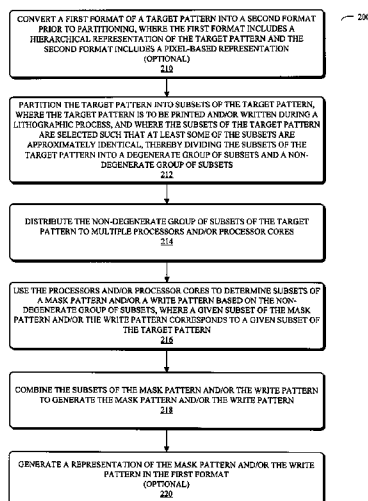 200
CONVERT A FIRST FORMAT OF A TARGET PATTERN INTO A SECOND FORMAT
PRIOR TO PARTITIONING, WHERE THE FIRST FORMAT INCLUDES A
HIERARCHICAL REPRESENTATION OF THE TARGET PATTERN AND THE
SECOND FORMAT INCLUDES A PIXEL-BASED REPRESENTATION
(OPTIONAL)
210
PARTITION THE TARGET PATTERN INTO SUBSETS OF THE TARGET PATTERN,
WHERE THE TARGET PATTERN IS TO BE PRINTED AND/OR WRITTEN DURING A
LITHOGRAPHIC PROCESS, AND WHERE THE SUBSETS OF THE TARGET PATTERN
ARE SELECTED SUCH THAT AT LEAST SOME OF THE SUBSETS ARE
APPROXIMATELY IDENTICAL, THEREBY DIVIDING THE SUBSETS OF THE
TARGET PATTERN INTO A DEGENERATE GROUP OF SUBSETS AND A NON-
DEGENERATE GROUP OF SUBSETS
212
DISTRIBUTE THE NON-DEGENERATE GROUP OF SUBSETS OF THE TARGET
PATTERN TO MULTIPLE PROCESSORS AND/OR PROCESSOR CORES
214
USE THE PROCESSORS AND/OR PROCESSOR CORES TO DETERMINE SUBSETS OF
A MASK PATTERN AND/OR A WRITE PATTERN BASED ON THE NON-
DEGENERATE GROUP OF SUBSETS, WHERE A GIVEN SUBSET OF THE MASK
PATTERN AND/OR THE WRITE PATTERN CORRESPONDS TO A GIVEN SUBSET OF
THE TARGET PATTERN
216
COMBINE THE SUBSETS OF THE MASK PATTERN AND/OR THE WRITE PATTERN
TO GENERATE THE MASK PATTERN AND/OR THE WRITE PATTERN
218
GENERATE A REPRESENTATION OF THE MASK PATTERN AND/OR THE WRITE
PATTERN IN THE FIRST FORMAT
(OPTIONAL)
220